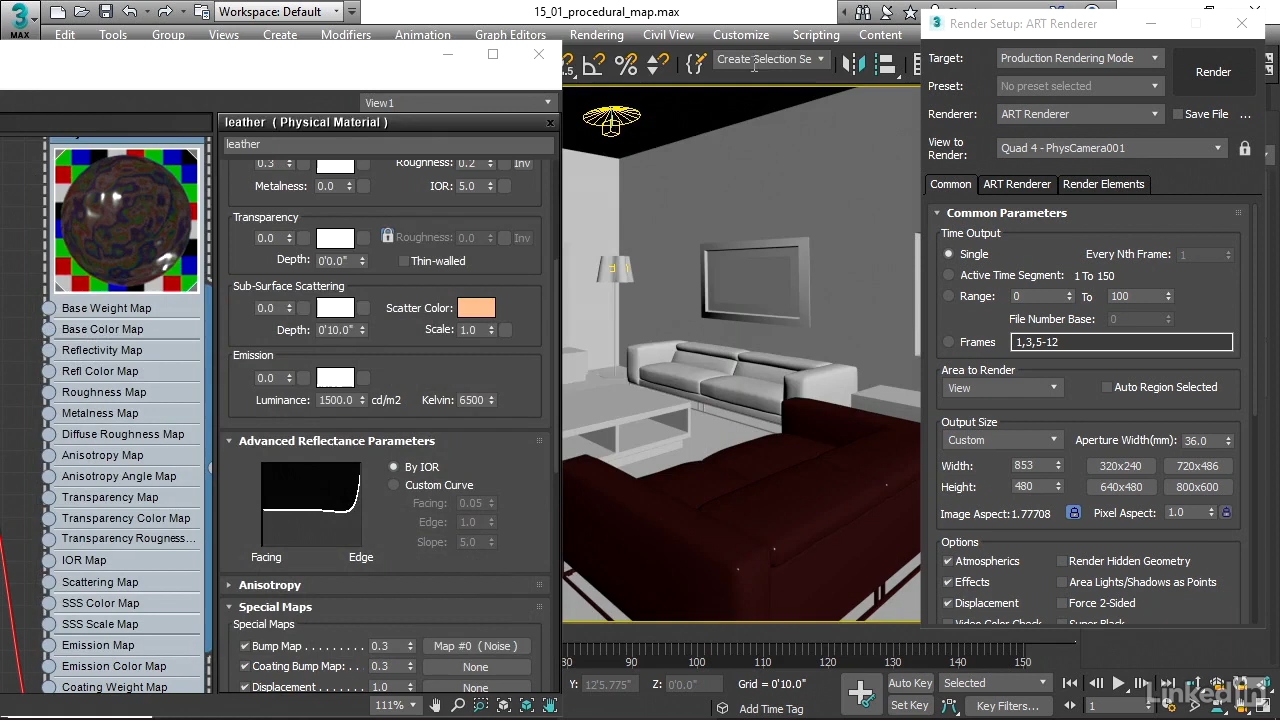 MAX
Workspace: Default
15_01_procedural_map.max
Edit Tools Group Views Create Modifiers Animation Graph Editors Rendering Civil View Customize Scripting Content
Create Selection Se
View1
leather ( Physical Material )
leather
0.3 Roughness: 0.2 Inv
Metalness: 0.0 IOR: 5.0
Transparency
0.0 Roughness: 0.0 Inv
Depth: 0'0.0" Thin-walled
Sub-Surface Scattering
0.0 Scatter Color:
Depth: 0'10.0" Scale: 1.0
Emission
0.0
Luminance: 1500.0 cd/m2 Kelvin: 6500
Advanced Reflectance Parameters
By IOR
Custom Curve
Facing: 0.05
Edge: 1.0
Slope: 5.0
Facing Edge
Anisotropy
Special Maps
Special Maps
Bump Map . . . . . . . . . 0.3 Map #0 ( Noise )
Coating Bump Map: . . 0.3 None
Displacement . . . . . . 1.0 None
111%
Base Weight Map
Base Color Map
Reflectivity Map
Refl Color Map
Roughness Map
Metalness Map
Diffuse Roughness Map
Anisotropy Map
Anisotropy Angle Map
Transparency Map
Transparency Color Map
Transparency Rougness...
IOR Map
Scattering Map
SSS Color Map
SSS Scale Map
Emission Map
Emission Color Map
Coating Weight Map
Render Setup: ART Renderer
Target: Production Rendering Mode
Preset: No preset selected
Render
Renderer: ART Renderer Save File ...
View to Render: Quad 4 - PhysCamera001
Common ART Renderer Render Elements
Common Parameters
Time Output
Single Every Nth Frame: 1
Active Time Segment: 1 To 150
Range: 0 To 100
File Number Base: 0
Frames 1,3,5-12
Area to Render
View Auto Region Selected
Output Size
Custom Aperture Width(mm): 36.0
Width: 853 320x240 720x486
Height: 480 640x480 800x600
Image Aspect:1.77708 Pixel Aspect: 1.0
Options
Atmospherics Render Hidden Geometry
Effects Area Lights/Shadows as Points
Displacement Force 2-Sided
Video Color Check Super Black
80 90 100 110 120 130 140 150
Y: 12'5.775" Z: 0'0.0" Grid = 0'10.0"
Add Time Tag
Auto Key Selected
Set Key Key Filters... 1
LinkedIn